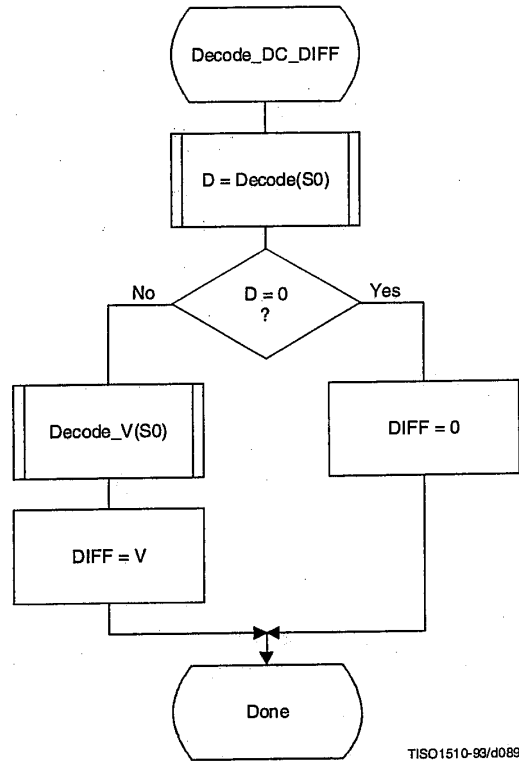 Decode_DC_DIFF
D = Decode(S0)
D = 0
?
No
Yes
Decode_V(S0)
DIFF = 0
DIFF = V
Done
TISO1510-93/d089